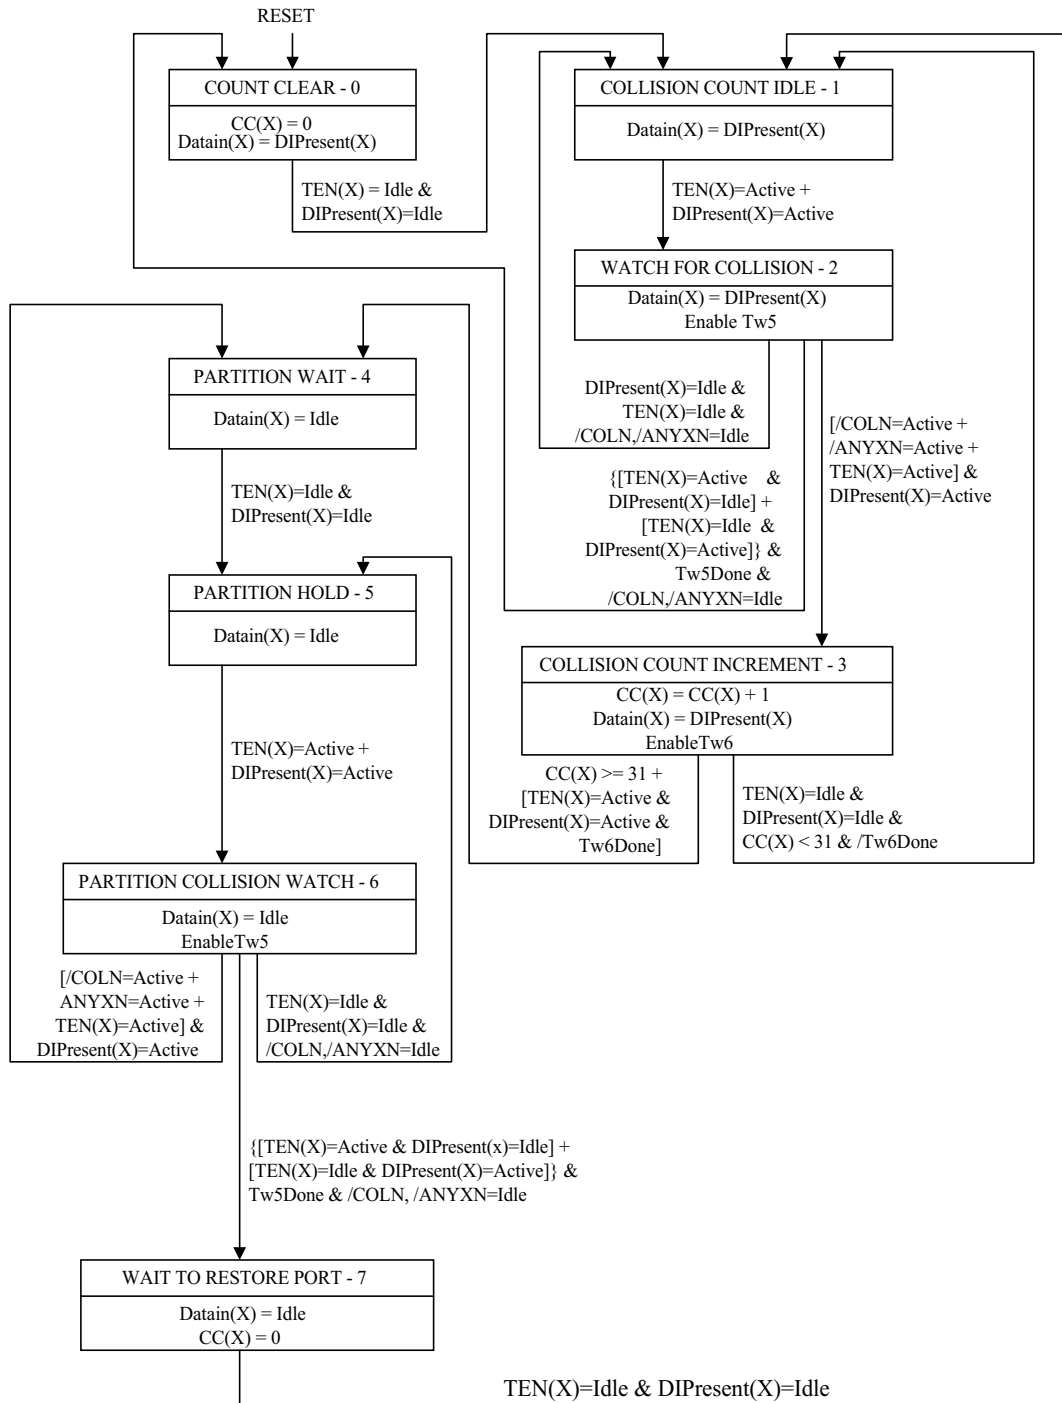 RESET
COUNT CLEAR - 0
CC(X) = 0
Datain(X) = DIPresent(X)
TEN(X) = Idle &
DIPresent(X)=Idle
COLLISION COUNT IDLE - 1
Datain(X) = DIPresent(X)
TEN(X)=Active +
DIPresent(X)=Active
WATCH FOR COLLISION - 2
Datain(X) = DIPresent(X)
Enable Tw5
DIPresent(X)=Idle &
TEN(X)=Idle &
/COLN,/ANYXN=Idle
{[TEN(X)=Active &
DIPresent(X)=Idle] +
[TEN(X)=Idle &
DIPresent(X)=Active]} &
Tw5Done &
/COLN,/ANYXN=Idle
[/COLN=Active +
/ANYXN=Active +
TEN(X)=Active] &
DIPresent(X)=Active
COLLISION COUNT INCREMENT - 3
CC(X) = CC(X) + 1
Datain(X) = DIPresent(X)
EnableTw6
CC(X) >= 31 +
[TEN(X)=Active &
DIPresent(X)=Active &
Tw6Done]
TEN(X)=Idle &
DIPresent(X)=Idle &
CC(X) < 31 & /Tw6Done
PARTITION WAIT - 4
Datain(X) = Idle
TEN(X)=Idle &
DIPresent(X)=Idle
PARTITION HOLD - 5
Datain(X) = Idle
TEN(X)=Active +
DIPresent(X)=Active
PARTITION COLLISION WATCH - 6
Datain(X) = Idle
EnableTw5
[/COLN=Active +
ANYXN=Active +
TEN(X)=Active] &
DIPresent(X)=Active
TEN(X)=Idle &
DIPresent(X)=Idle &
/COLN,/ANYXN=Idle
{[TEN(X)=Active & DIPresent(x)=Idle] +
[TEN(X)=Idle & DIPresent(X)=Active]} &
Tw5Done & /COLN, /ANYXN=Idle
WAIT TO RESTORE PORT - 7
Datain(X) = Idle
CC(X) = 0
TEN(X)=Idle & DIPresent(X)=Idle